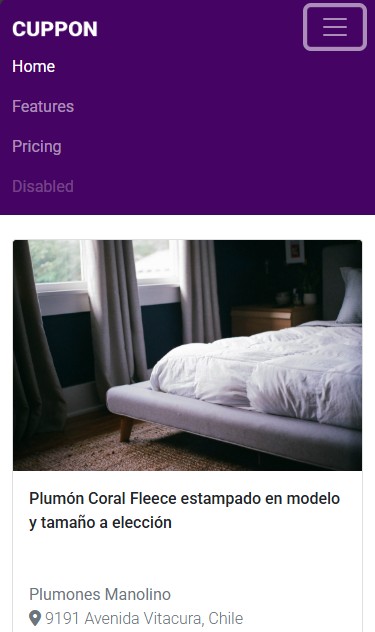 CUPPON
Home
Features
Pricing
Disabled
Plumón Coral Fleece estampado en modelo
y tamaño a elección
Plumones Manolino
9191 Avenida Vitacura, Chile